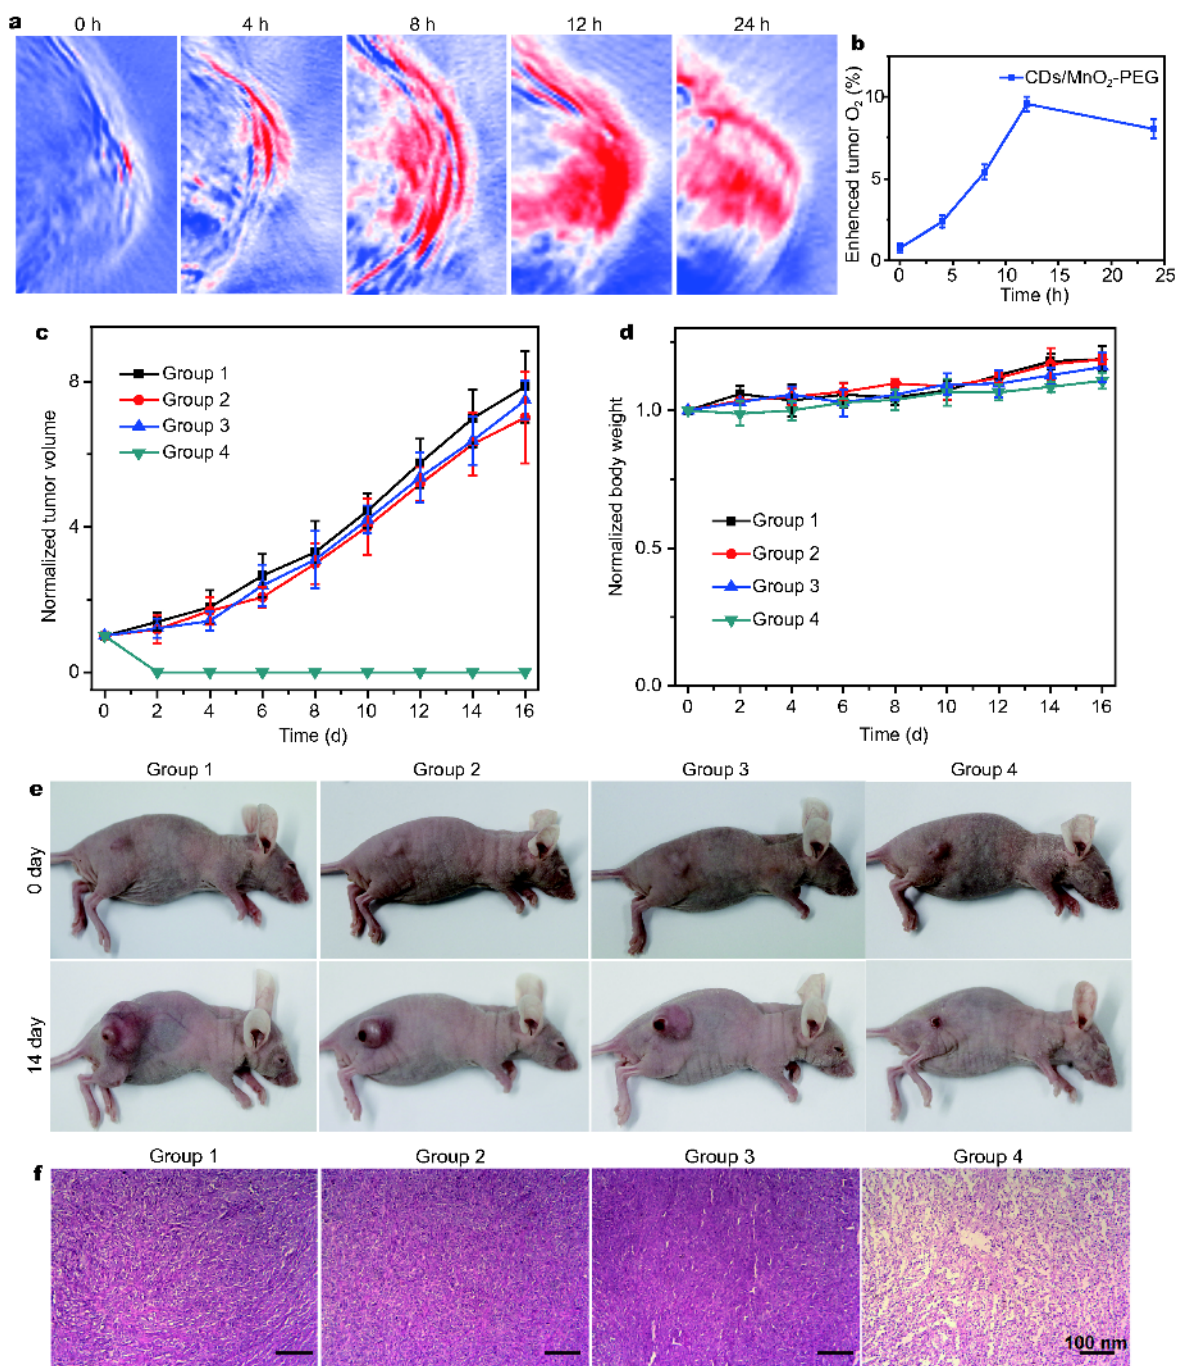 a
0 h 4 h 8 h 12 h 24 h
b
Enhenced tumor O2 (%)
10
5
0
CDs/MnO2-PEG
0 5 10 15 20 25
Time (h)
c
Normalized tumor volume
8
4
0
Group 1
Group 2
Group 3
Group 4
0 2 4 6 8 10 12 14 16
Time (d)
d
Normalized body weight
1.0
0.5
0.0
Group 1
Group 2
Group 3
Group 4
0 2 4 6 8 10 12 14 16
Time (d)
e
Group 1 Group 2 Group 3 Group 4
0 day
14 day
f
Group 1 Group 2 Group 3 Group 4
100 nm